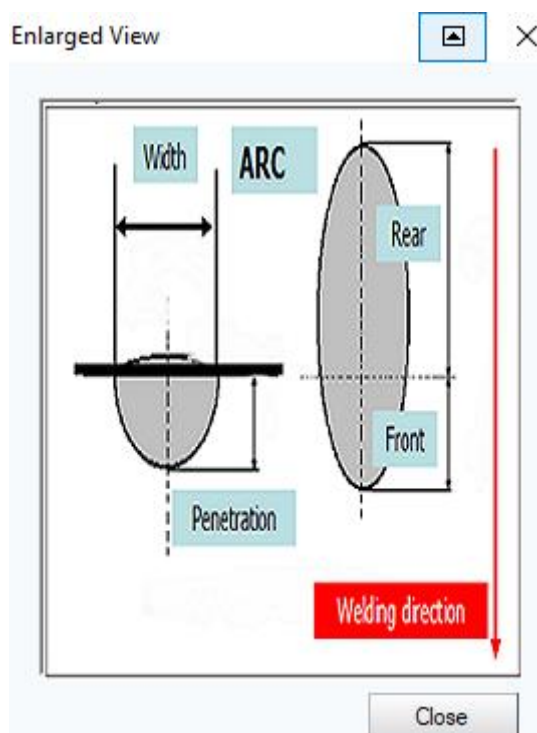 Enlarged View
Width
ARC
Rear
Front
Penetration
Welding direction
Close